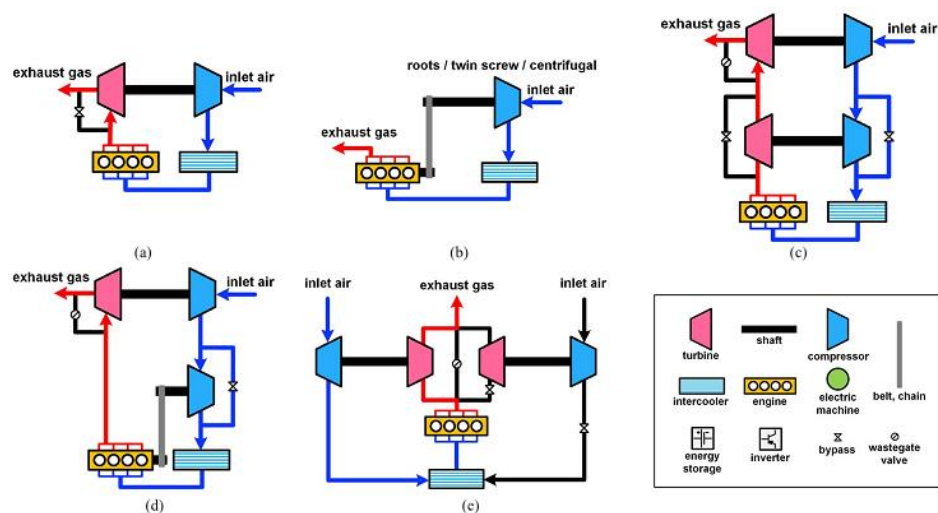 exhaust gas
inlet air
(a)
roots / twin screw / centrifugal
inlet air
exhaust gas
(b)
exhaust gas
inlet air
(c)
exhaust gas
inlet air
(d)
inlet air
exhaust gas
inlet air
(e)
turbine
shaft
compressor
belt, chain
intercooler
engine
electric
machine
energy
storage
inverter
bypass
wastegate
valve